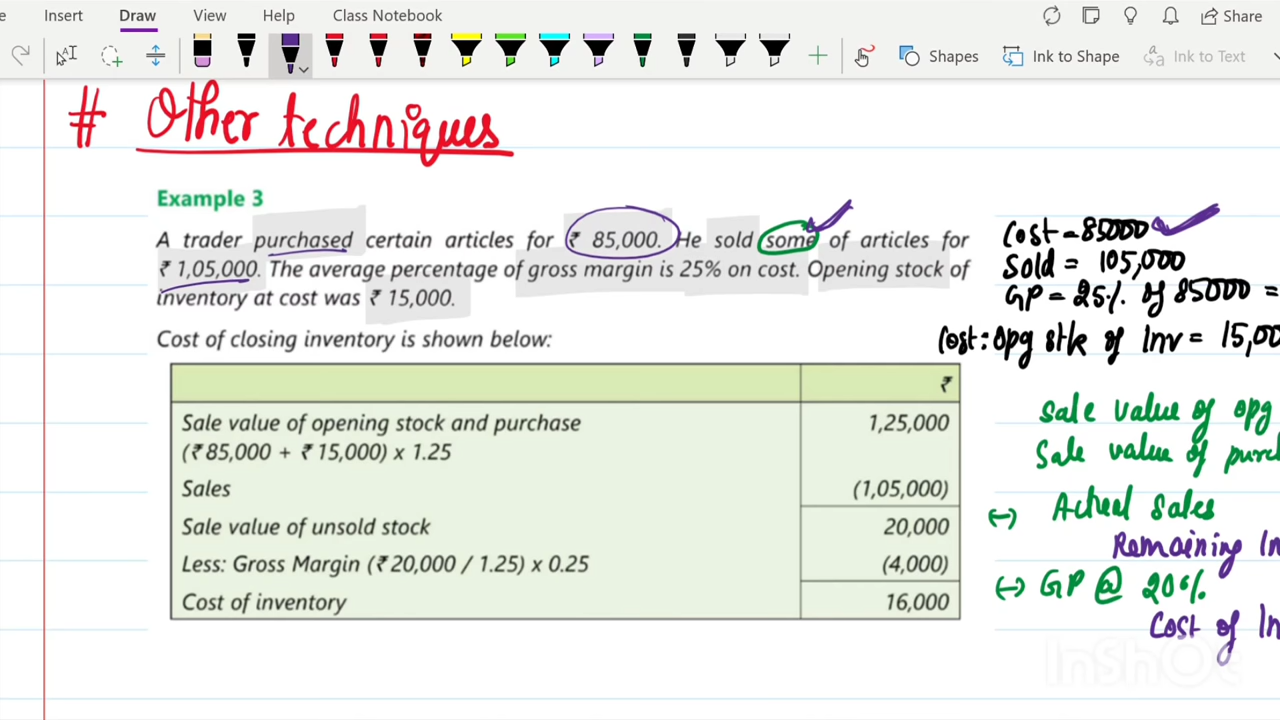 Insert Draw View Help Class Notebook Share
Shapes Ink to Shape Ink to Text
# Other techniques
Example 3
A trader purchased certain articles for ₹ 85,000. He sold some of articles for
₹ 1,05,000. The average percentage of gross margin is 25% on cost. Opening stock of
inventory at cost was ₹ 15,000.
Cost of closing inventory is shown below:
₹
Sale value of opening stock and purchase 1,25,000
(₹ 85,000 + ₹ 15,000) x 1.25
Sales (1,05,000)
Sale value of unsold stock 20,000
Less: Gross Margin (₹ 20,000 / 1.25) x 0.25 (4,000)
Cost of inventory 16,000
Cost = 85000
Sold = 105,000
GP = 25% of 85000 =
Cost: Opg stk of Inv = 15,00
Sale value of opg
Sale value of purc
(-) Actual Sales
Remaining In
(-) GP @ 20%
Cost of In
InShOt